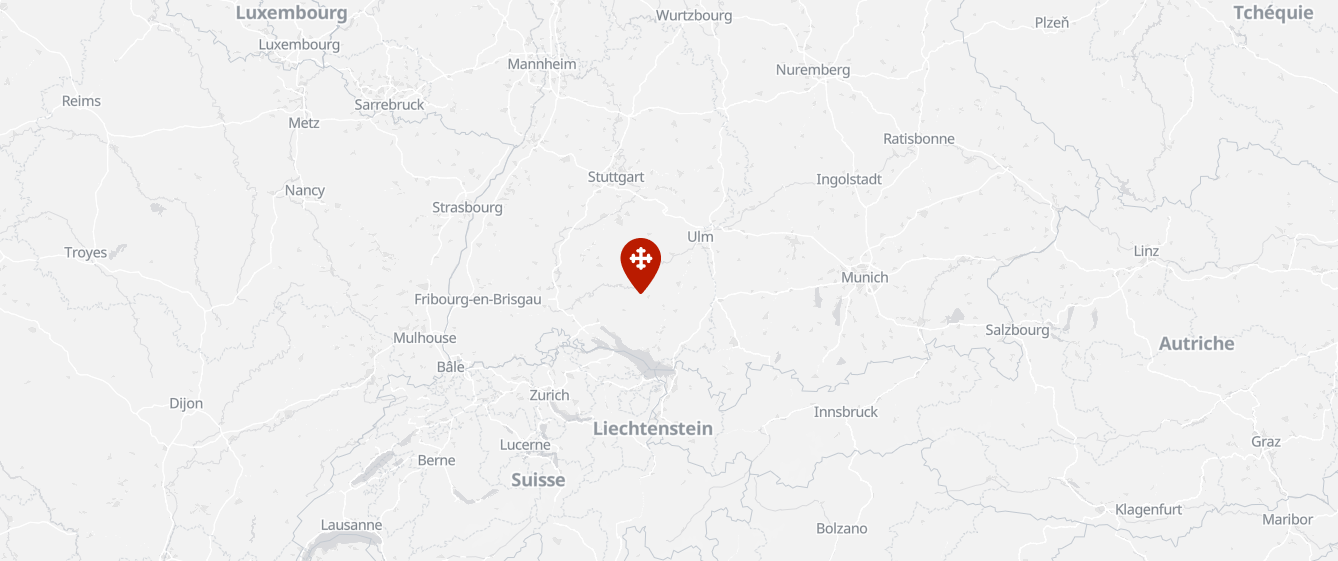 Luxembourg
Wurtzbourg
Tchéquie
Plzeň
Luxembourg
Mannheim
Nuremberg
Reims
Sarrebruck
Metz
Ratisbonne
Stuttgart
Ingolstadt
Nancy
Strasbourg
Ulm
Troyes
Linz
Munich
Fribourg-en-Brisgau
Salzbourg
Mulhouse
Autriche
Bâle
Zurich
Dijon
Innsbruck
Liechtenstein
Graz
Lucerne
Berne
Suisse
Klagenfurt
Maribor
Lausanne
Bolzano